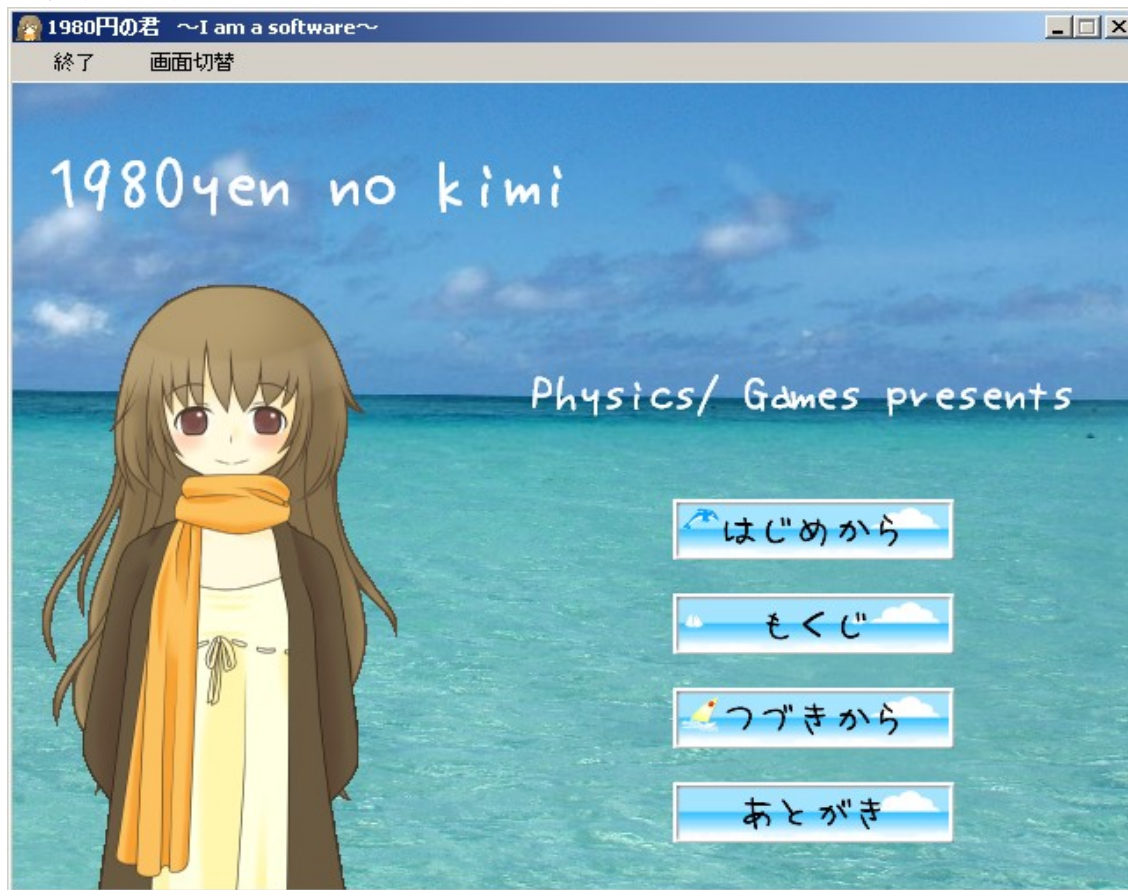 1980円の君 ～I am a software～
終了 画面切替
1980yen no kimi
Physics/ Games presents
はじめから
もくじ
つづきから
あとがき